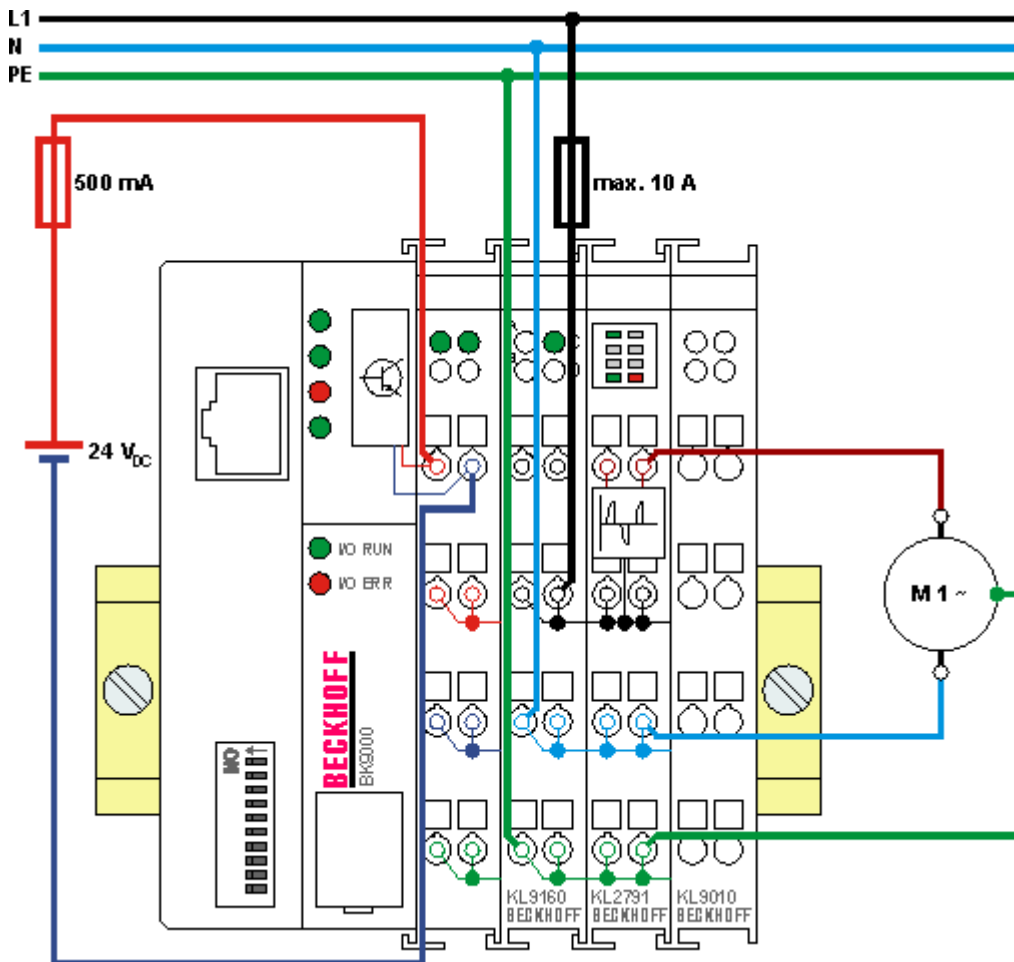 L1
N
PE
500 mA
max. 10 A
24 VDC
I/O RUN
I/O ERR
M 1 ~
BECKHOFF
BK9000
NO
KL9160
BECKHOFF
KL2791
BECKHOFF
KL9010
BECKHOFF